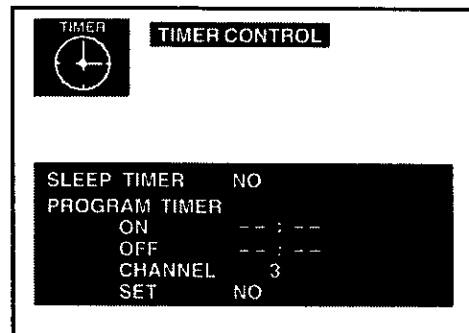 TIMER
TIMER CONTROL
SLEEP TIMER NO
PROGRAM TIMER
ON -- : --
OFF -- : --
CHANNEL 3
SET NO